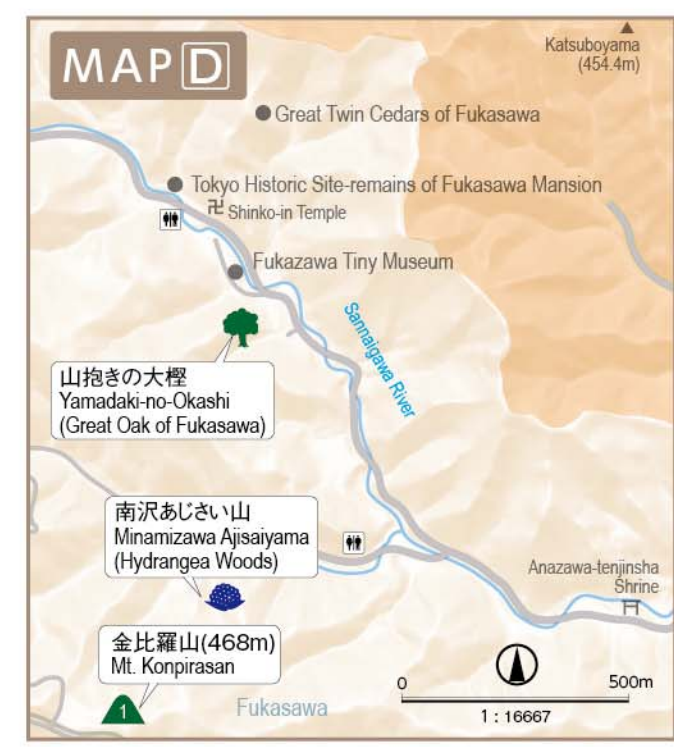 MAP D
Katsuboyama
(454.4m)
Great Twin Cedars of Fukasawa
Tokyo Historic Site-remains of Fukasawa Mansion
卍 Shinko-in Temple
Fukazawa Tiny Museum
Sannaigawa River
山抱きの大樫
Yamadaki-no-Okashi
(Great Oak of Fukasawa)
南沢あじさい山
Minamizawa Ajisaiyama
(Hydrangea Woods)
Anazawa-tenjinsha
Shrine
金比羅山(468m)
Mt. Konpirasan
1
Fukasawa
0 500m
1 : 16667